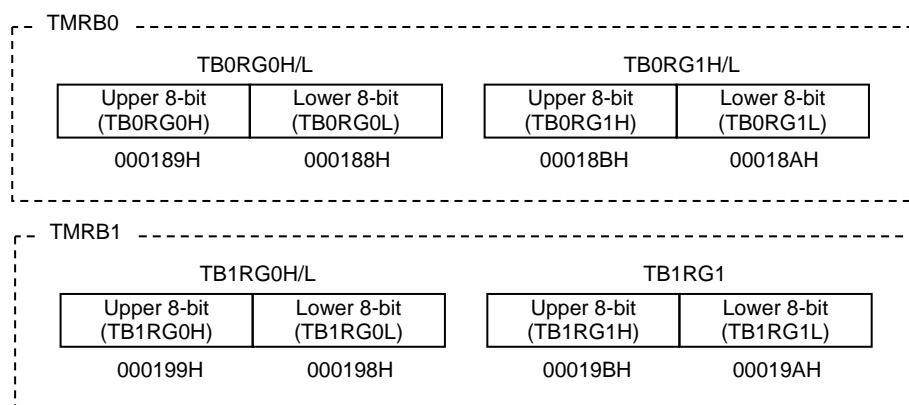 TMRB0
TB0RG0H/L TB0RG1H/L
Upper 8-bit Lower 8-bit Upper 8-bit Lower 8-bit
(TB0RG0H) (TB0RG0L) (TB0RG1H) (TB0RG1L)
000189H 000188H 00018BH 00018AH
TMRB1
TB1RG0H/L TB1RG1
Upper 8-bit Lower 8-bit Upper 8-bit Lower 8-bit
(TB1RG0H) (TB1RG0L) (TB1RG1H) (TB1RG1L)
000199H 000198H 00019BH 00019AH